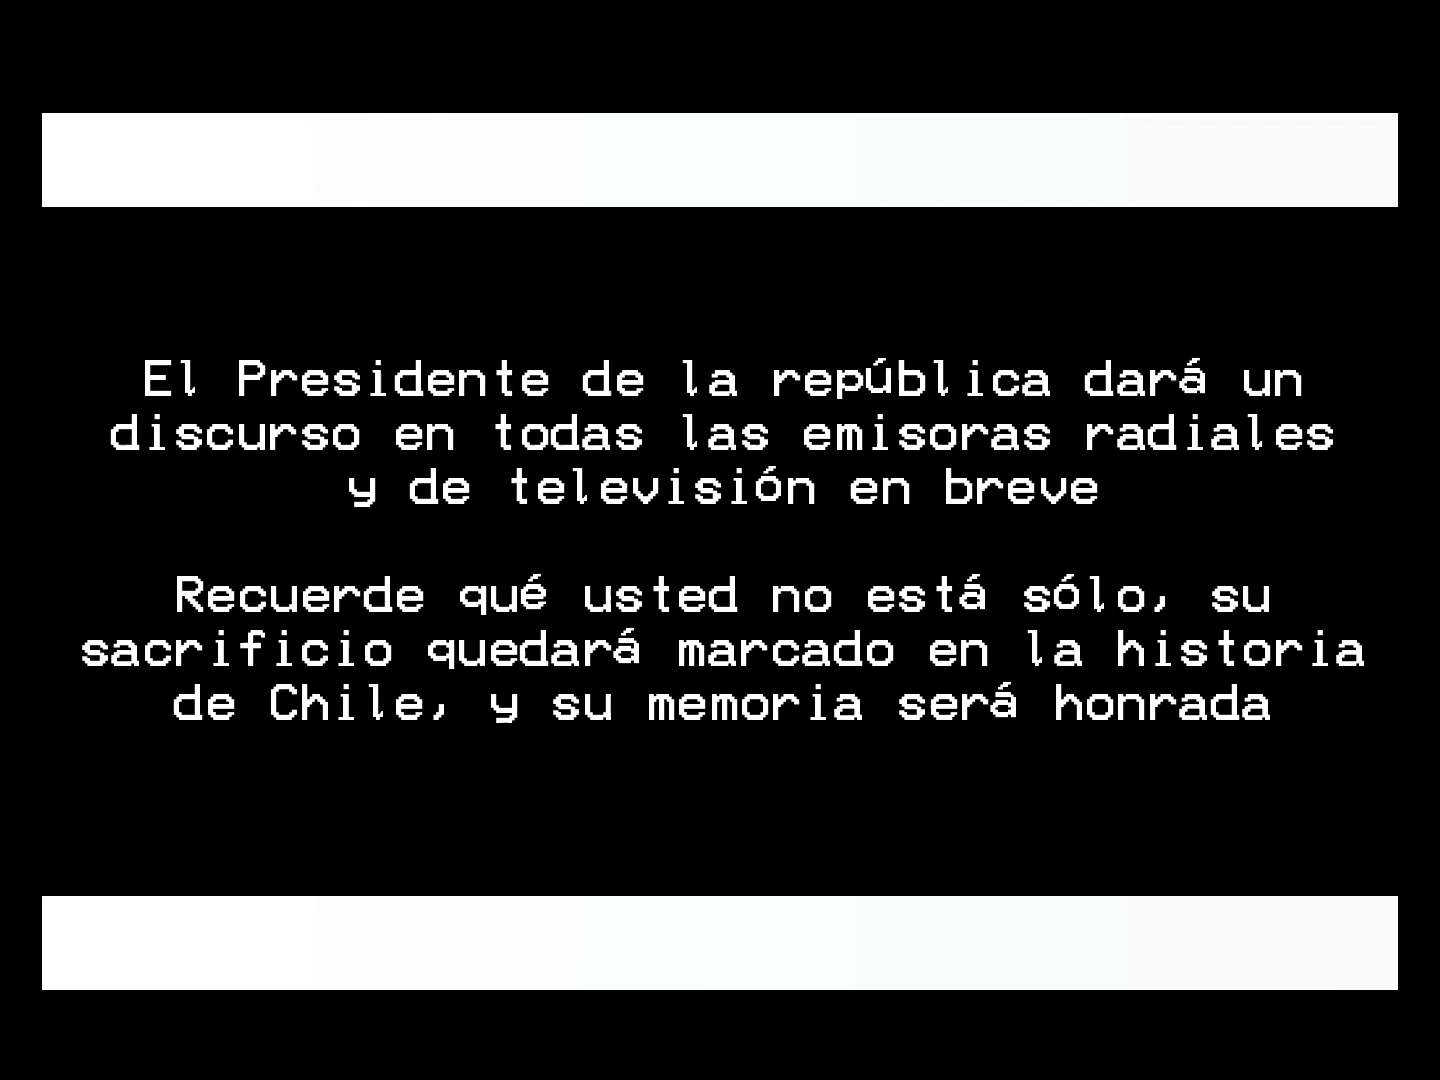 El Presidente de la república dará un
discurso en todas las emisoras radiales
y de televisión en breve
Recuerde qué usted no está sólo, su
sacrificio quedará marcado en la historia
de Chile, y su memoria será honrada